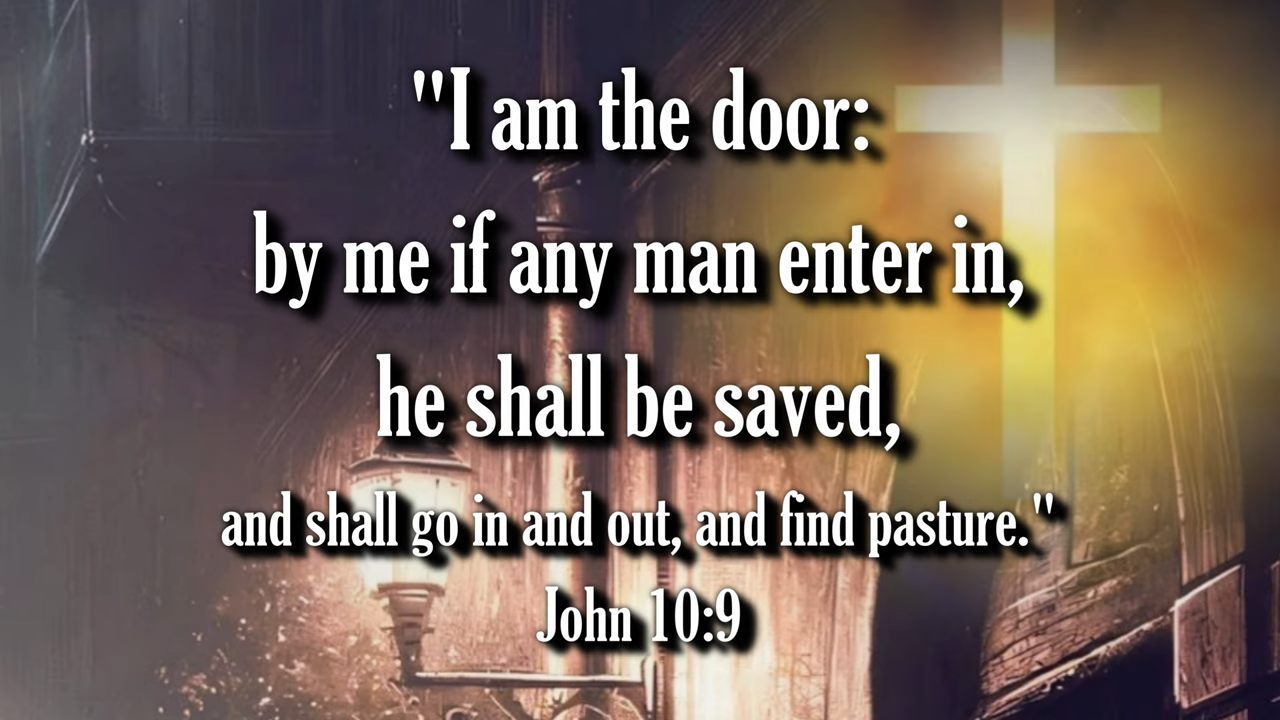 "I am the door:
by me if any man enter in,
he shall be saved,
and shall go in and out, and find pasture."
John 10:9